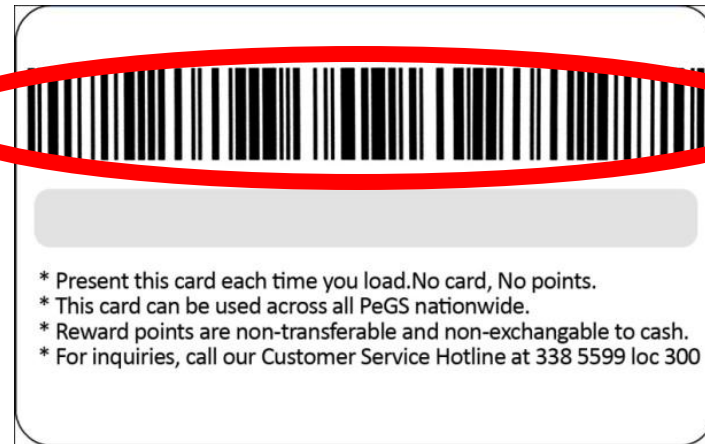 * Present this card each time you load.No card, No points.
* This card can be used across all PeGS nationwide.
* Reward points are non-transferable and non-exchangable to cash.
* For inquiries, call our Customer Service Hotline at 338 5599 loc 300